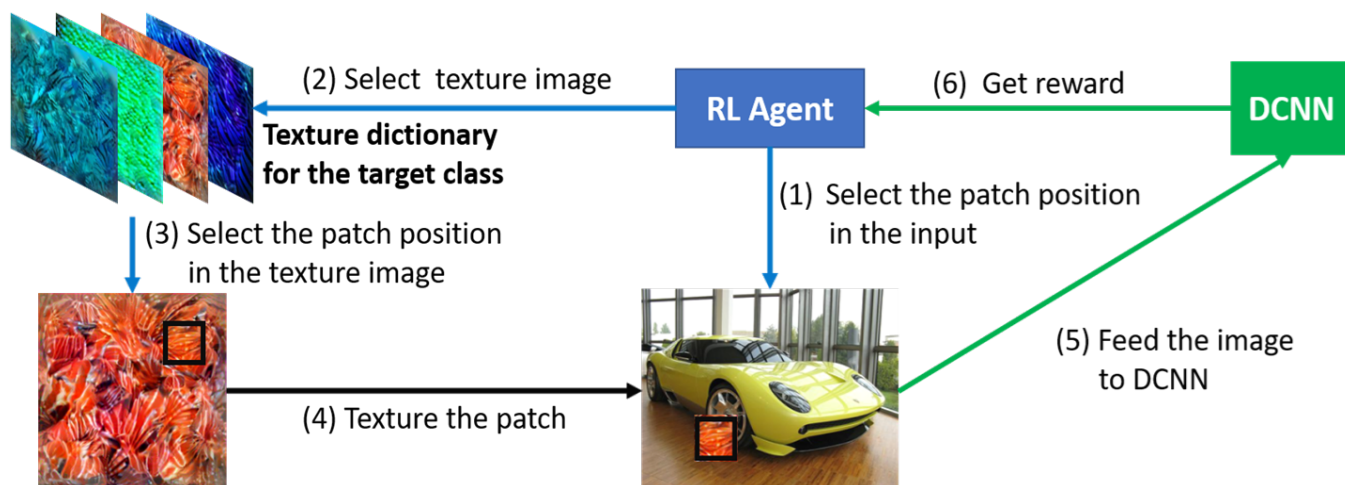 (2) Select texture image
RL Agent
(6) Get reward
DCNN
Texture dictionary
for the target class
(1) Select the patch position
in the input
(3) Select the patch position
in the texture image
(5) Feed the image
to DCNN
(4) Texture the patch